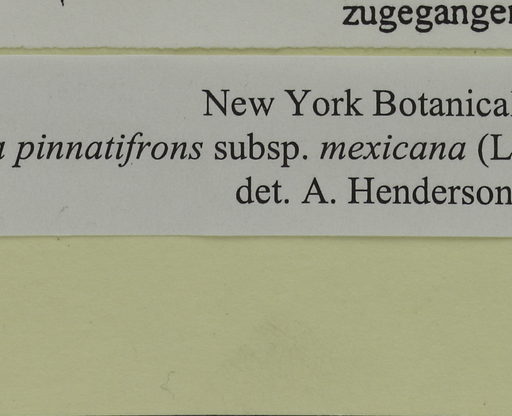 zugegangen
New York Botanical
a pinnatifrons subsp. mexicana (L
det. A. Henderson